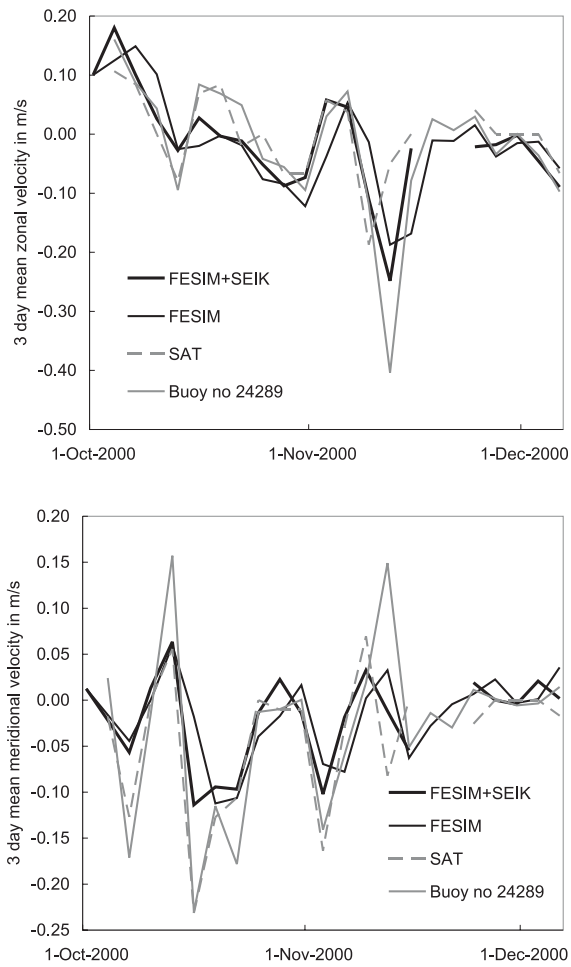 0.20
0.10
0.00
-0.10
-0.20
-0.30
-0.40
-0.50
3 day mean zonal velocity in m/s
FESIM+SEIK
FESIM
SAT
Buoy no 24289
1-Oct-2000 1-Nov-2000 1-Dec-2000
0.20
0.15
0.10
0.05
0.00
-0.05
-0.10
-0.15
-0.20
-0.25
3 day mean meridional velocity in m/s
FESIM+SEIK
FESIM
SAT
Buoy no 24289
1-Oct-2000 1-Nov-2000 1-Dec-2000